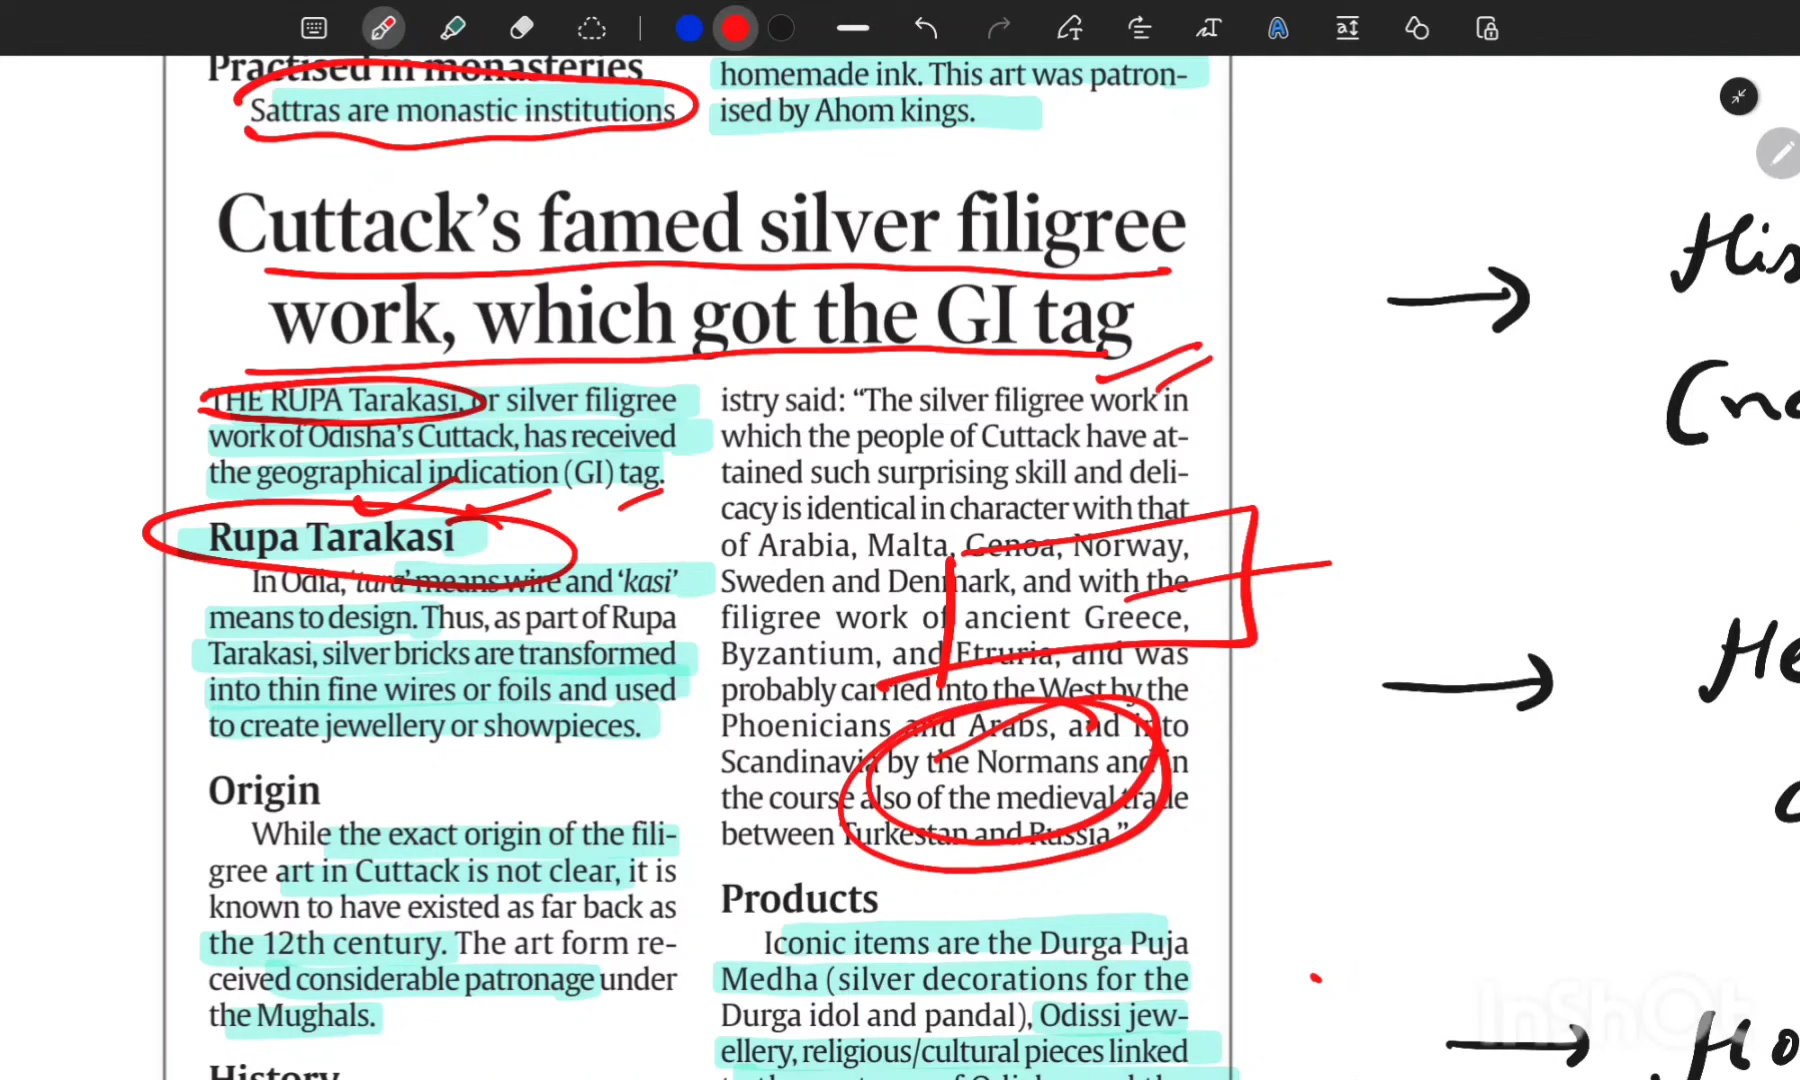 Practised in monasteries
Sattras are monastic institutions
homemade ink. This art was patron-
ised by Ahom kings.
Cuttack’s famed silver filigree
work, which got the GI tag
THE RUPA Tarakasi, or silver filigree
work of Odisha’s Cuttack, has received
the geographical indication (GI) tag.
Rupa Tarakasi
In Odia, ‘tara’ means wire and ‘kasi’
means to design. Thus, as part of Rupa
Tarakasi, silver bricks are transformed
into thin fine wires or foils and used
to create jewellery or showpieces.
Origin
While the exact origin of the fili-
gree art in Cuttack is not clear, it is
known to have existed as far back as
the 12th century. The art form re-
ceived considerable patronage under
the Mughals.
History
istry said: “The silver filigree work in
which the people of Cuttack have at-
tained such surprising skill and deli-
cacy is identical in character with that
of Arabia, Malta, Genoa, Norway,
Sweden and Denmark, and with the
filigree work of ancient Greece,
Byzantium, and Etruria, and was
probably carried into the West by the
Phoenicians and Arabs, and into
Scandinavia by the Normans and in
the course also of the medieval trade
between Turkestan and Russia.”
Products
Iconic items are the Durga Puja
Medha (silver decorations for the
Durga idol and pandal), Odissi jew-
ellery, religious/cultural pieces linked
His
(no
He
Ho
InShOt